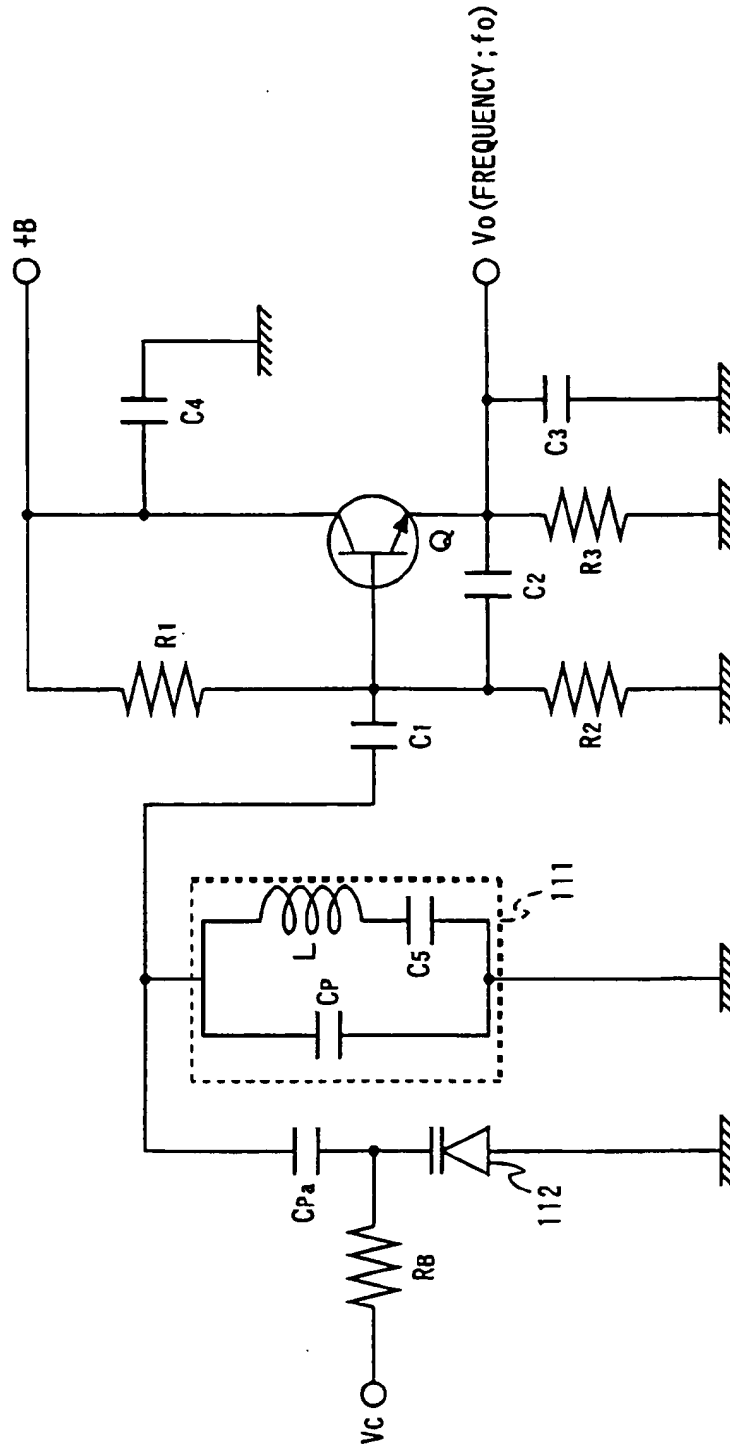 +B
C4
R1
Q
C1
C2
R3
C3
R2
Vo(FREQUENCY;fo)
L
CP
C5
111
CPa
112
RB
Vc